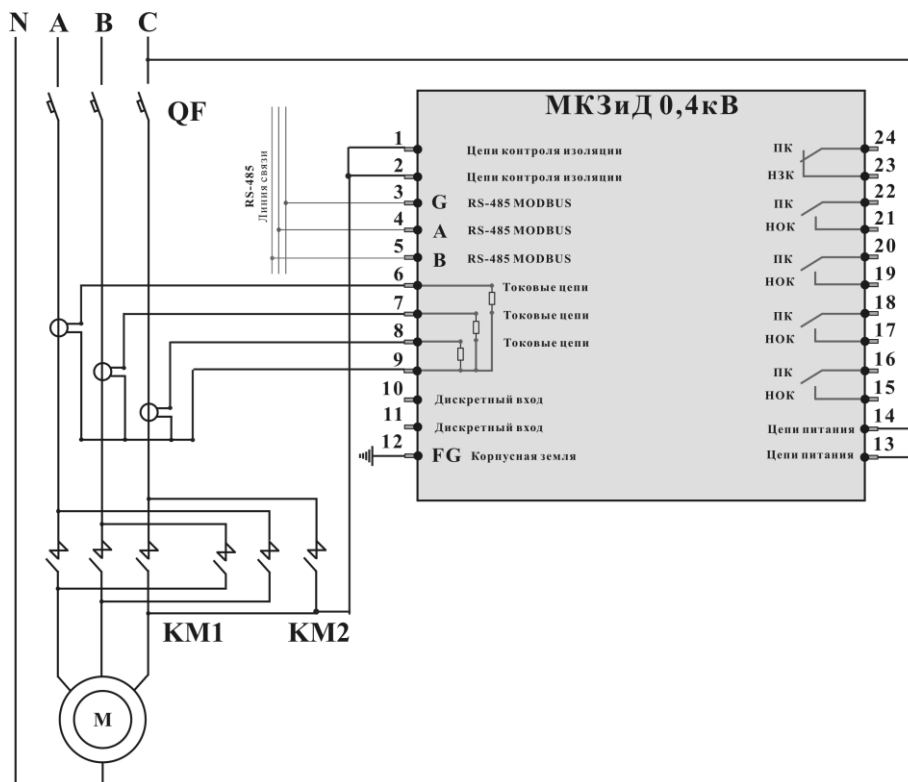 N A B C
QF
RS-485
Линия связи
МКЗиД 0,4кВ
1 Цепи контроля изоляции
2 Цепи контроля изоляции
3 G RS-485 MODBUS
4 A RS-485 MODBUS
5 B RS-485 MODBUS
6 Токовые цепи
7 Токовые цепи
8 Токовые цепи
9
10 Дискретный вход
11 Дискретный вход
12 FG Корпусная земля
ПК 24
НЗК 23
ПК 22
НОК 21
ПК 20
НОК 19
ПК 18
НОК 17
ПК 16
НОК 15
Цепи питания 14
Цепи питания 13
KM1 KM2
M